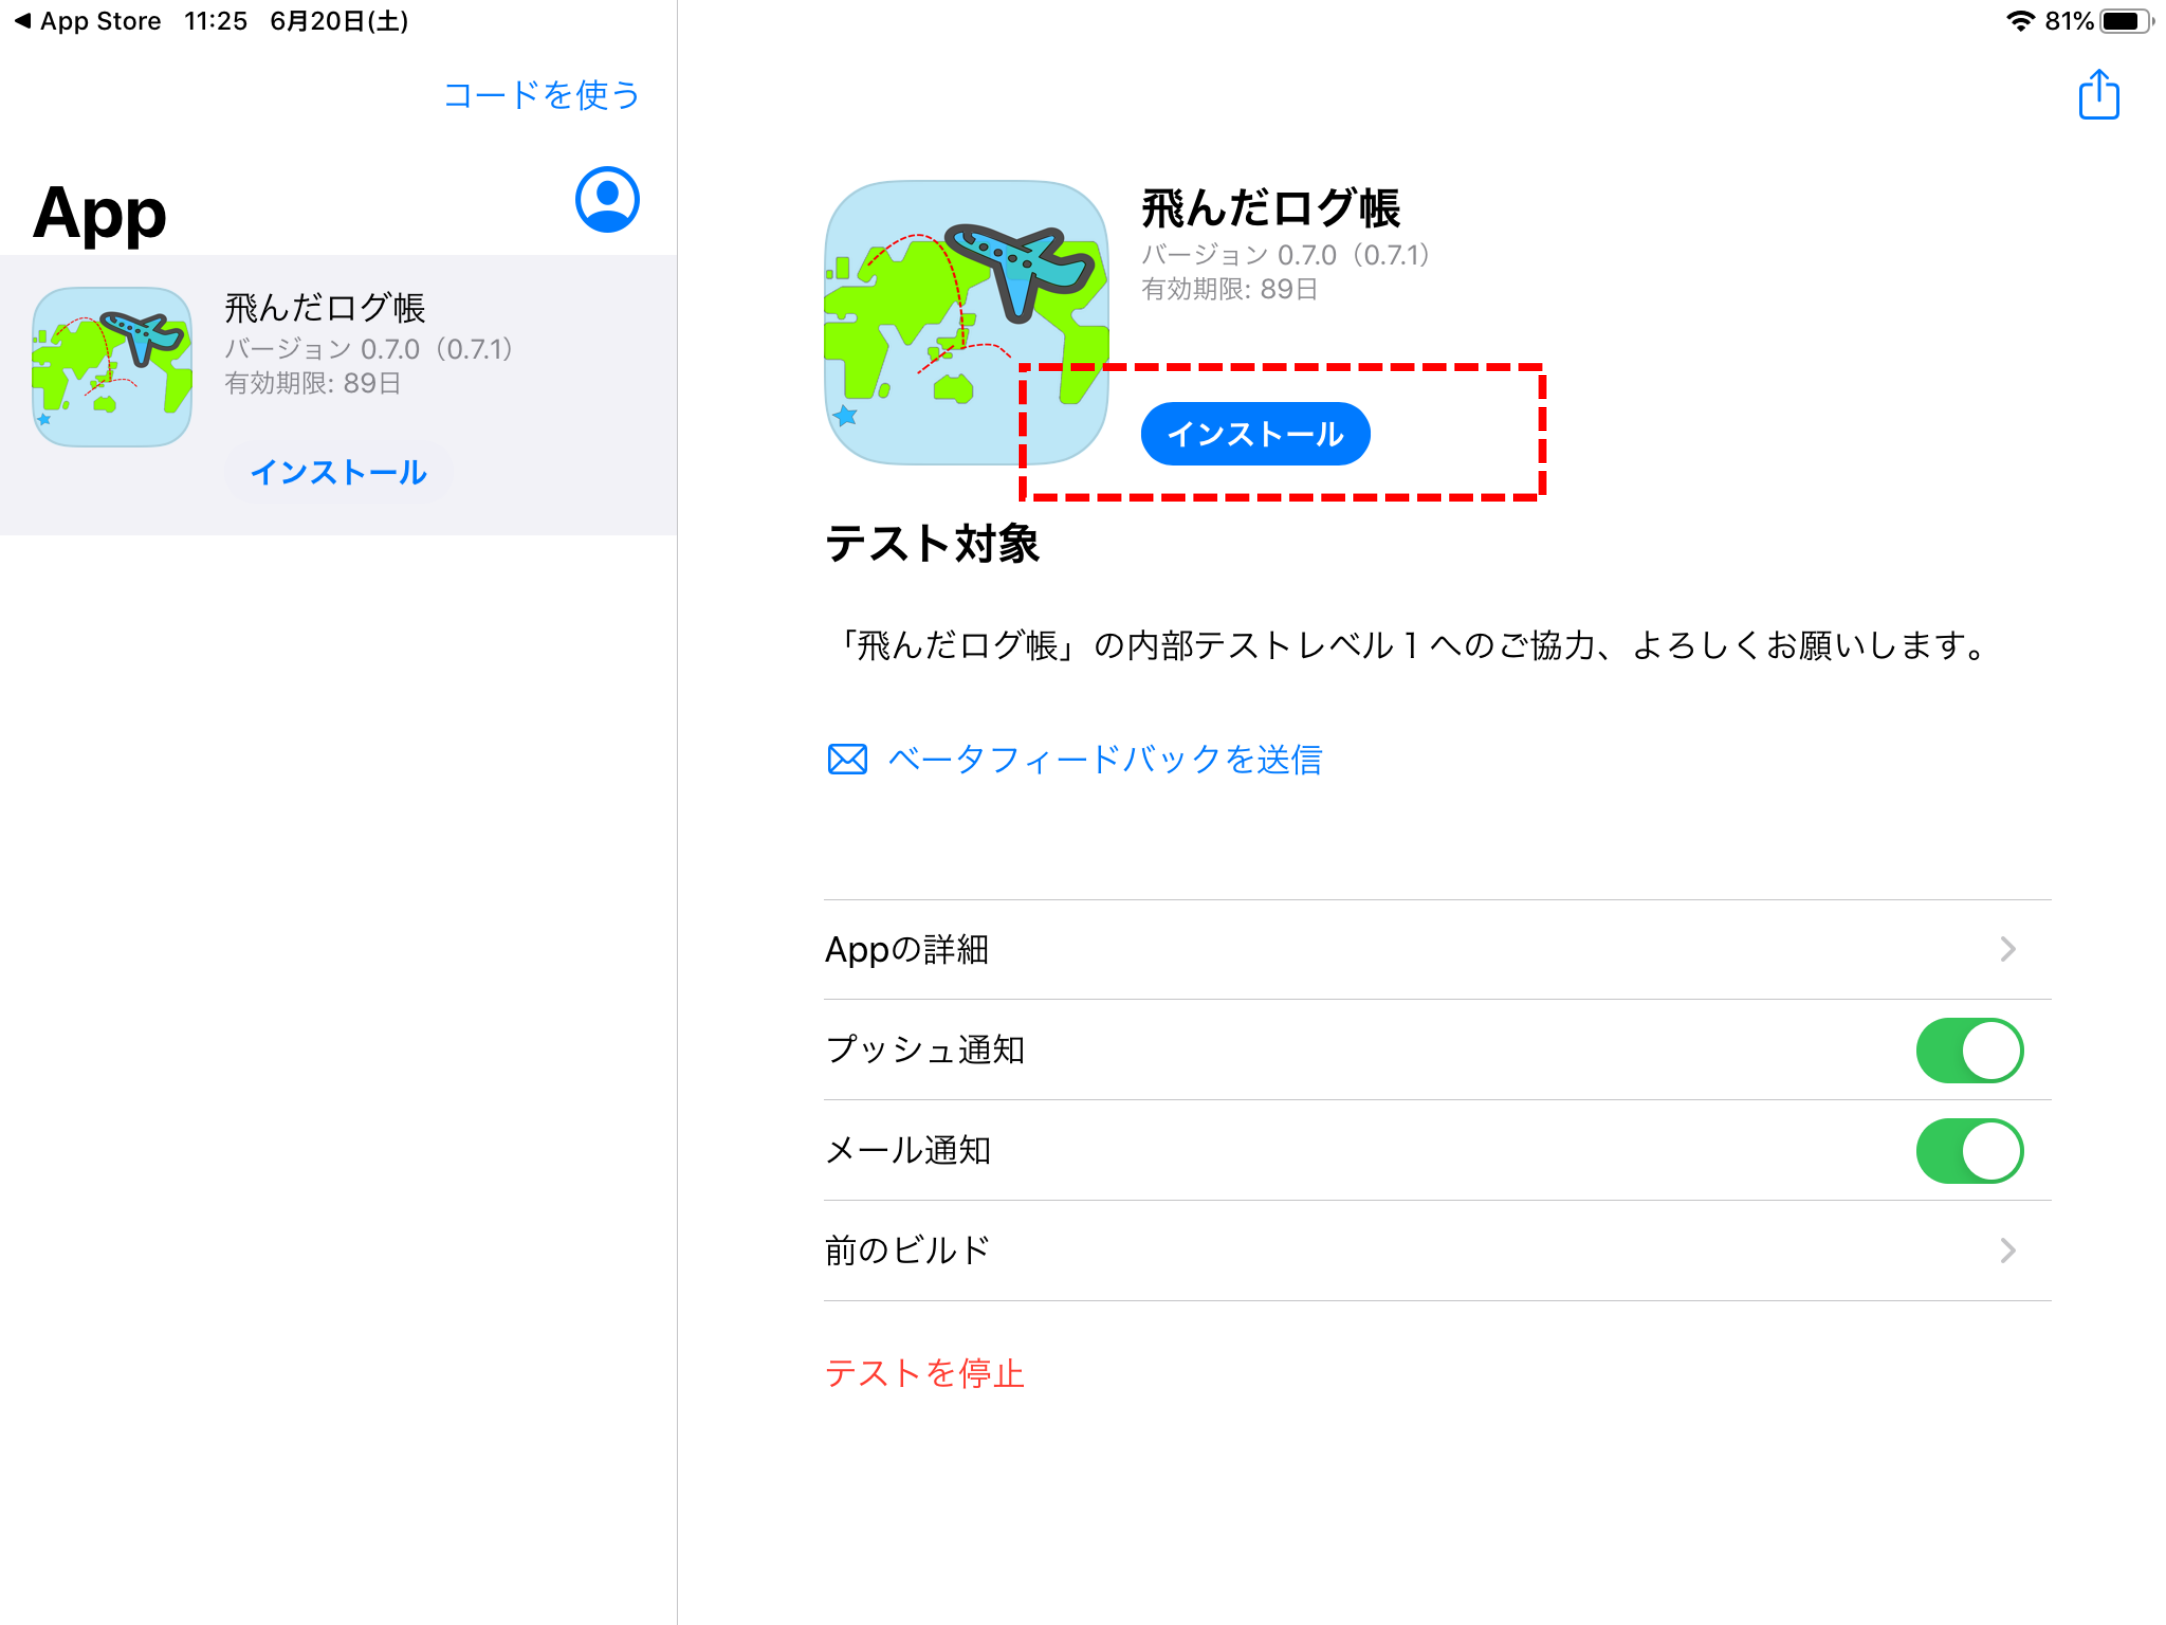 App Store 11:25 6月20日(土)
81%
コードを使う
App
飛んだログ帳
バージョン 0.7.0（0.7.1）
有効期限: 89日
インストール
飛んだログ帳
バージョン 0.7.0（0.7.1）
有効期限: 89日
インストール
テスト対象
「飛んだログ帳」の内部テストレベル1へのご協力、よろしくお願いします。
ベータフィードバックを送信
Appの詳細
プッシュ通知
メール通知
前のビルド
テストを停止